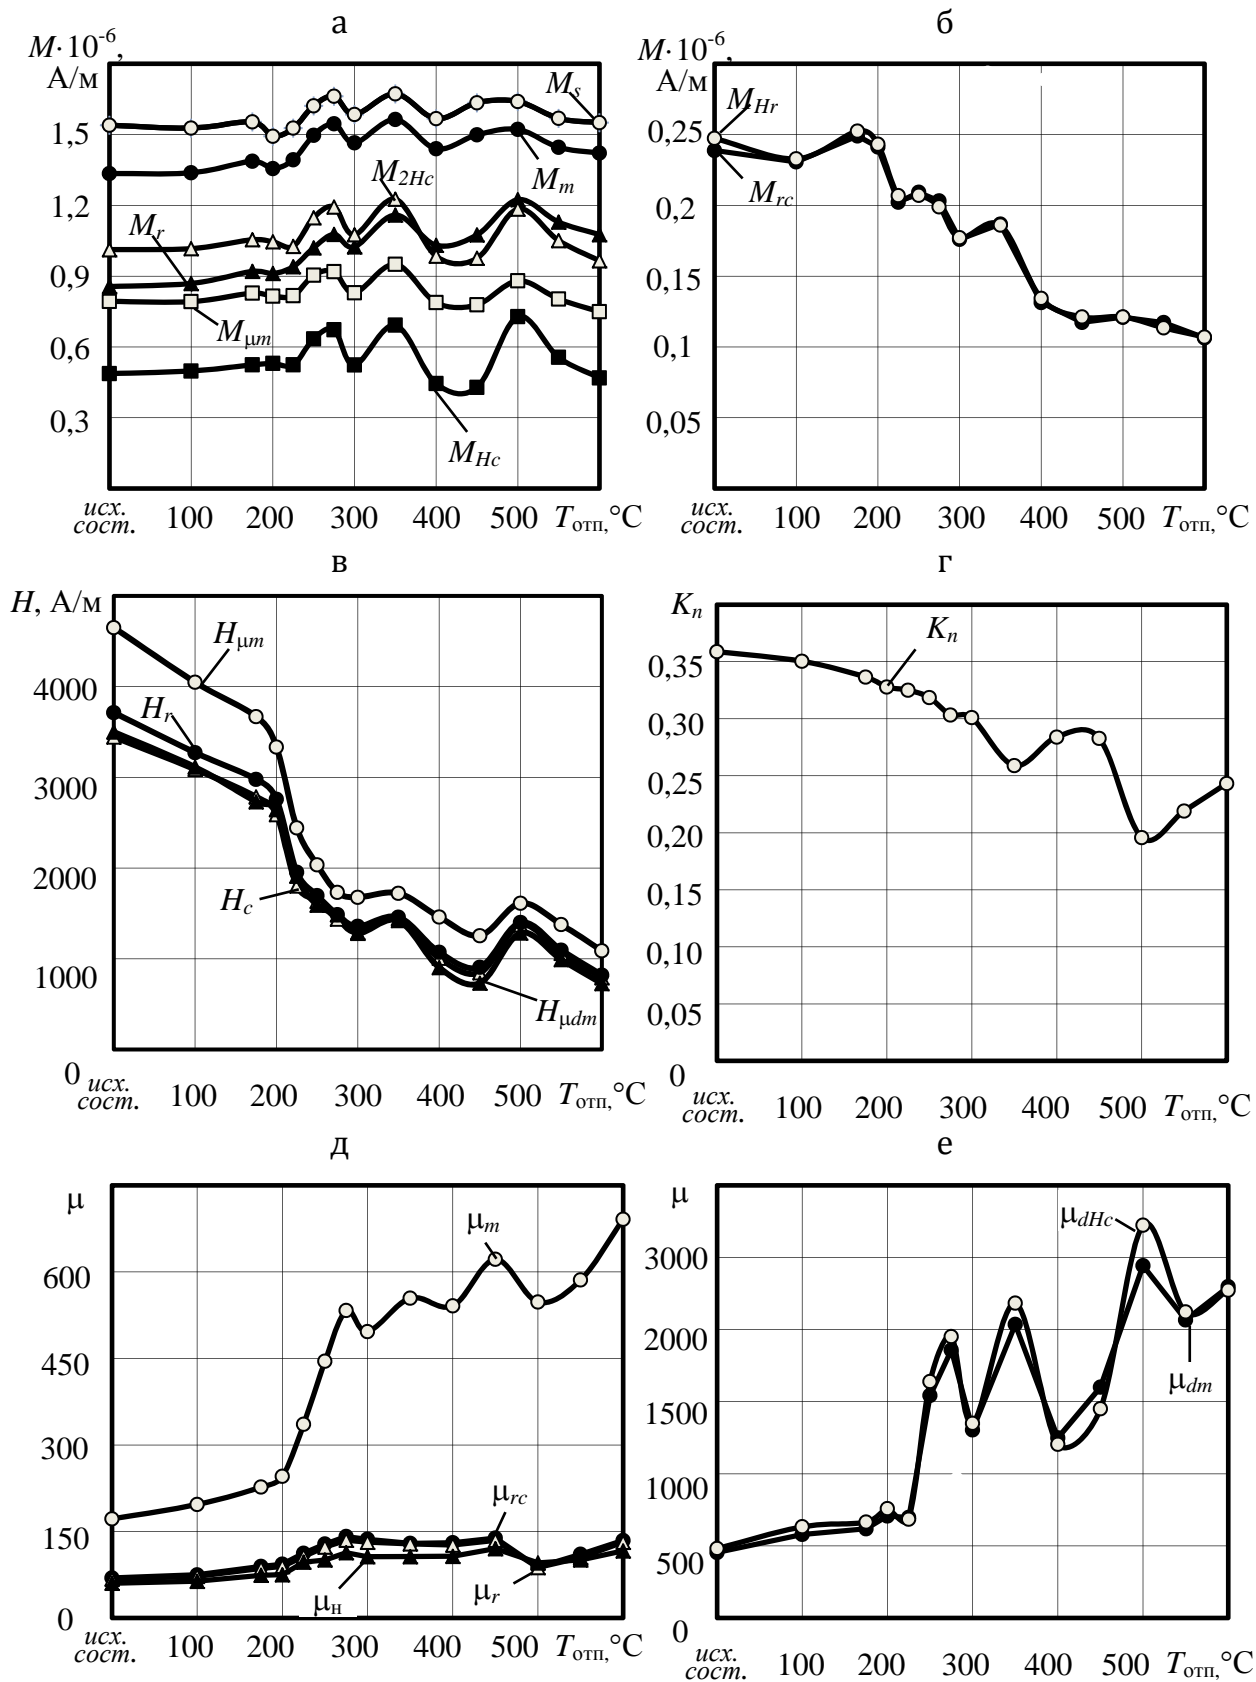 а
M·10-6,
А/м
Ms
1,5
Mm
M2Hc
1,2
Mr
0,9
Mμm
0,6
0,3
MHc
исх. сост. 100 200 300 400 500 Tотп,°С
б
M·10-6,
А/м
MHr
0,25
Mrc
0,2
0,15
0,1
0,05
исх. сост. 100 200 300 400 500 Tотп,°С
в
H, А/м
Hμm
4000
Hr
3000
2000
Hc
1000
Hμdm
0
исх. сост. 100 200 300 400 500 Tотп,°С
г
Kn
Kn
0,35
0,30
0,25
0,20
0,15
0,10
0,05
0
исх. сост. 100 200 300 400 500 Tотп,°С
д
μ
μm
600
450
300
μrc
150
μн
μr
0
исх. сост. 100 200 300 400 500 Tотп,°С
е
μ
μdHc
3000
2000
μdm
1500
1000
500
0
исх. сост. 100 200 300 400 500 Tотп,°С